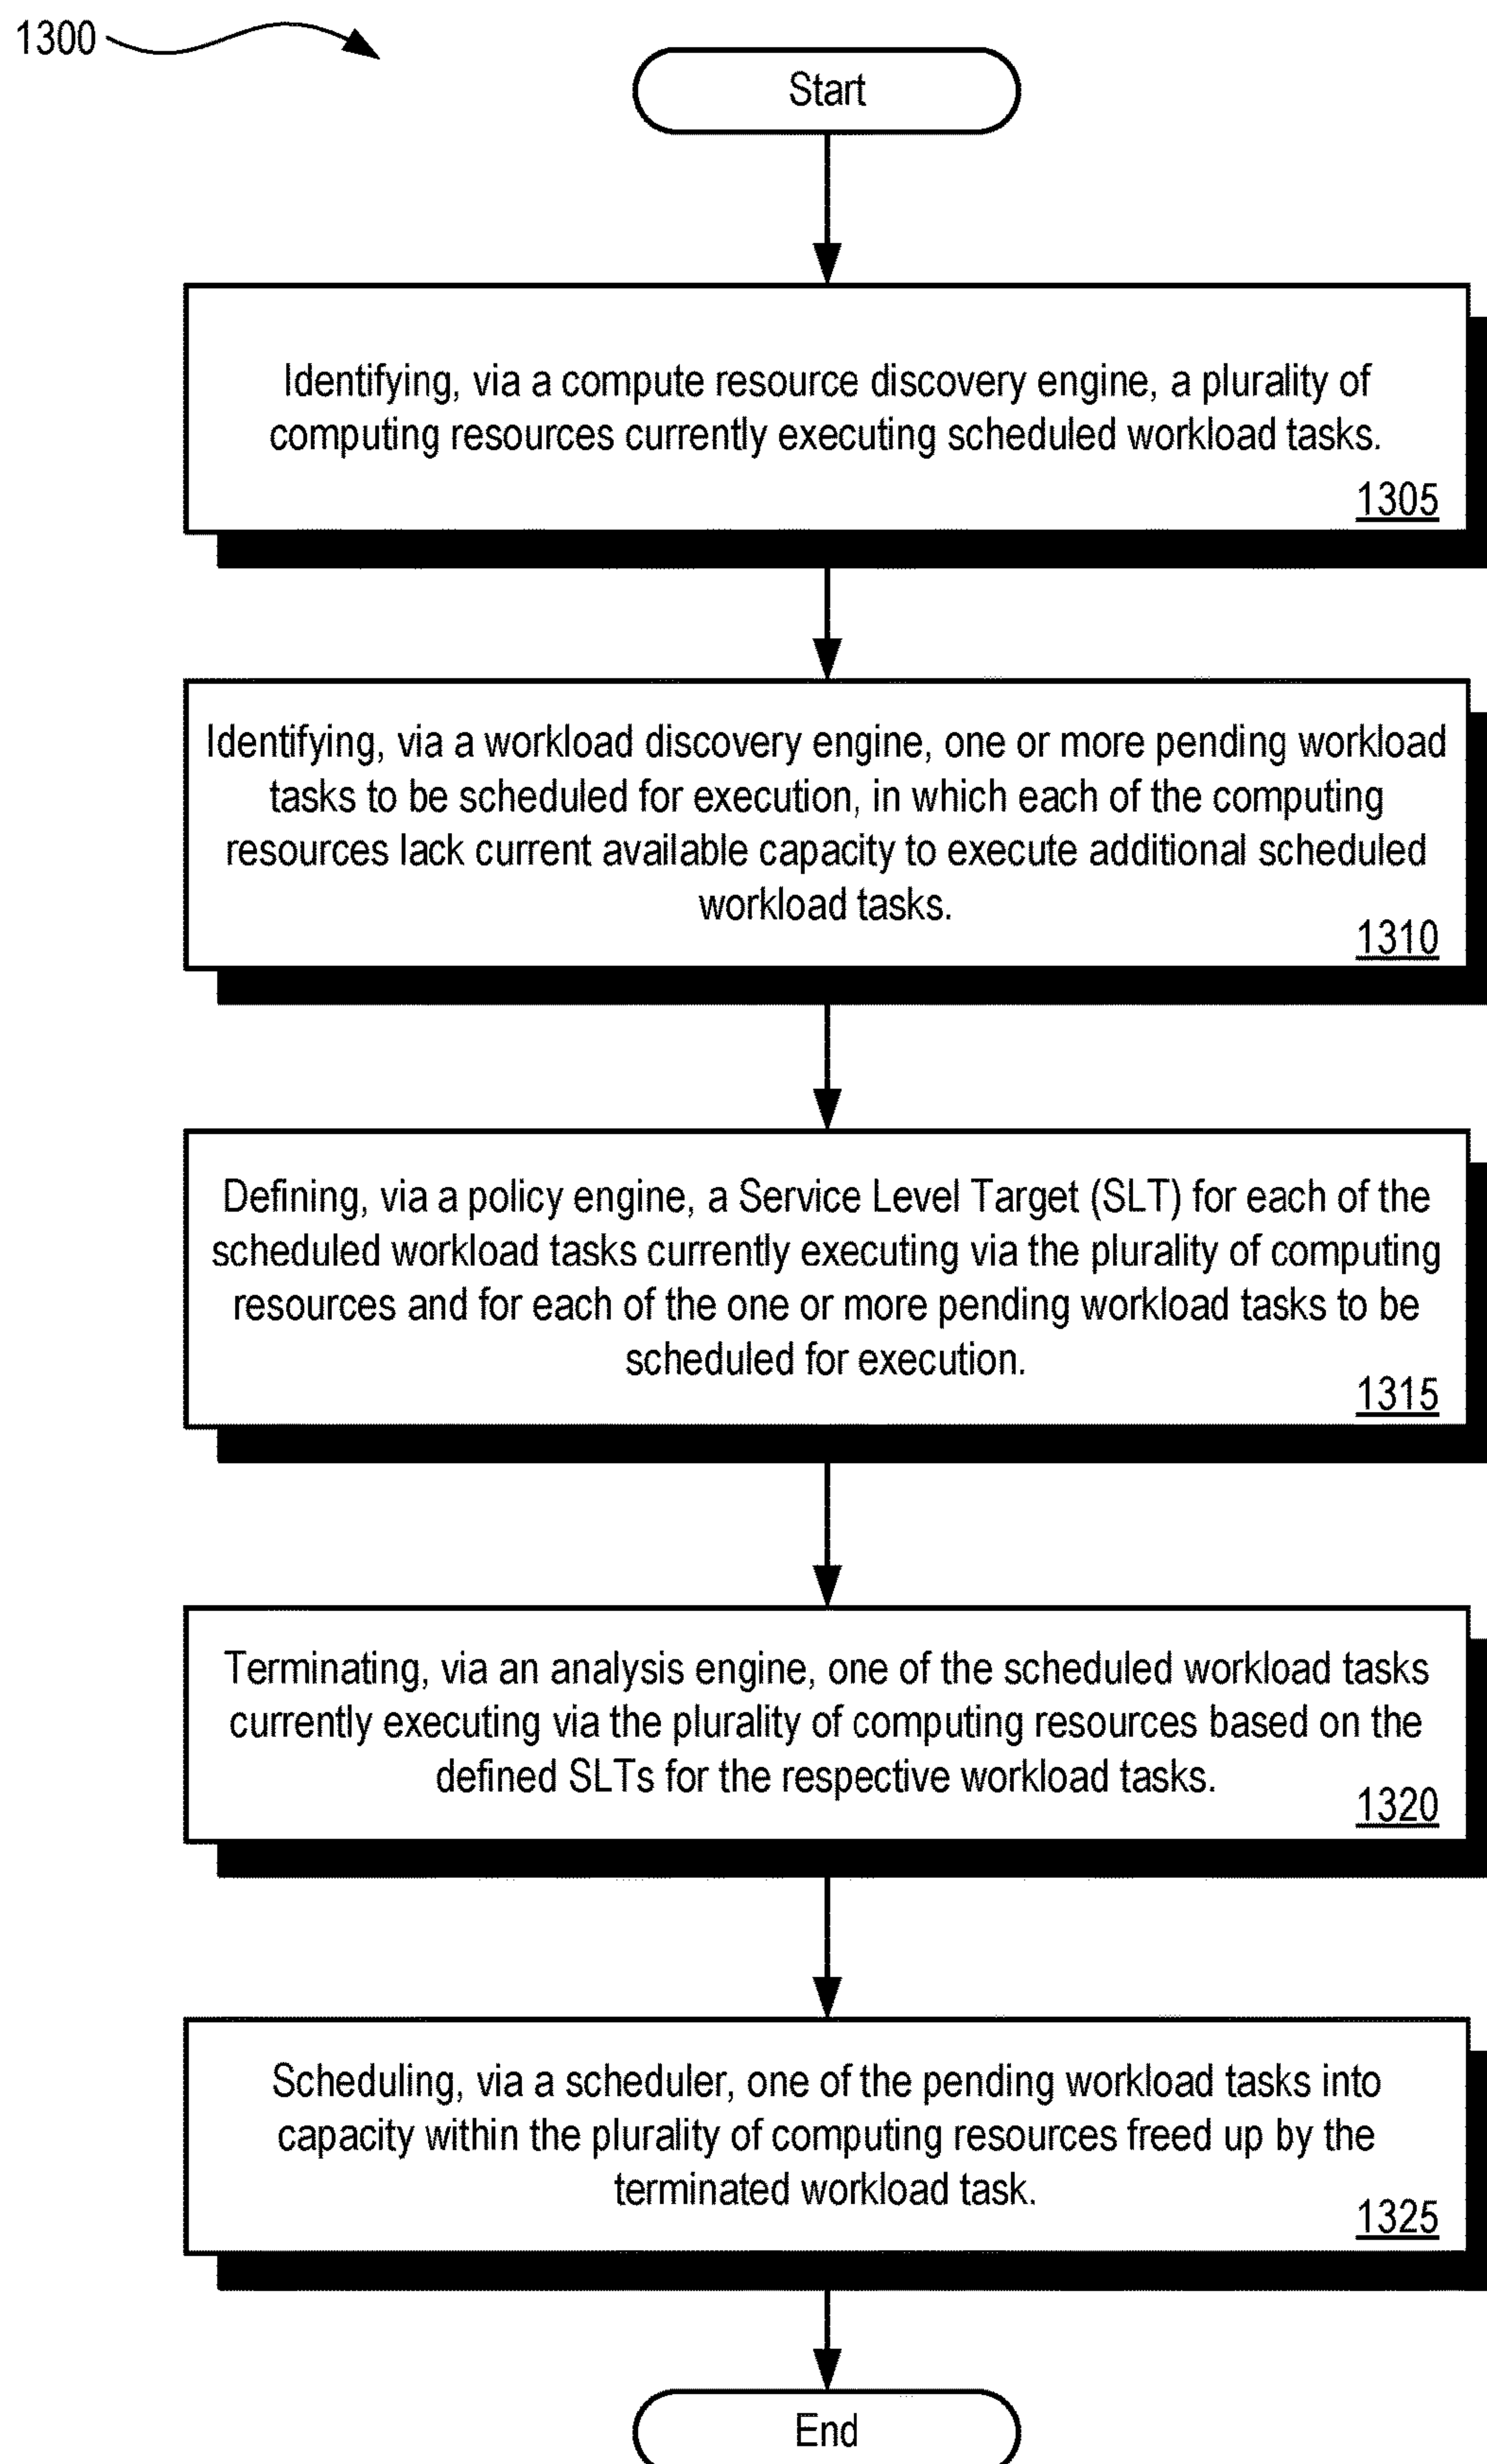 1300
Start
Identifying, via a compute resource discovery engine, a plurality of
computing resources currently executing scheduled workload tasks.
1305
Identifying, via a workload discovery engine, one or more pending workload
tasks to be scheduled for execution, in which each of the computing
resources lack current available capacity to execute additional scheduled
workload tasks.
1310
Defining, via a policy engine, a Service Level Target (SLT) for each of the
scheduled workload tasks currently executing via the plurality of computing
resources and for each of the one or more pending workload tasks to be
scheduled for execution.
1315
Terminating, via an analysis engine, one of the scheduled workload tasks
currently executing via the plurality of computing resources based on the
defined SLTs for the respective workload tasks.
1320
Scheduling, via a scheduler, one of the pending workload tasks into
capacity within the plurality of computing resources freed up by the
terminated workload task.
1325
End